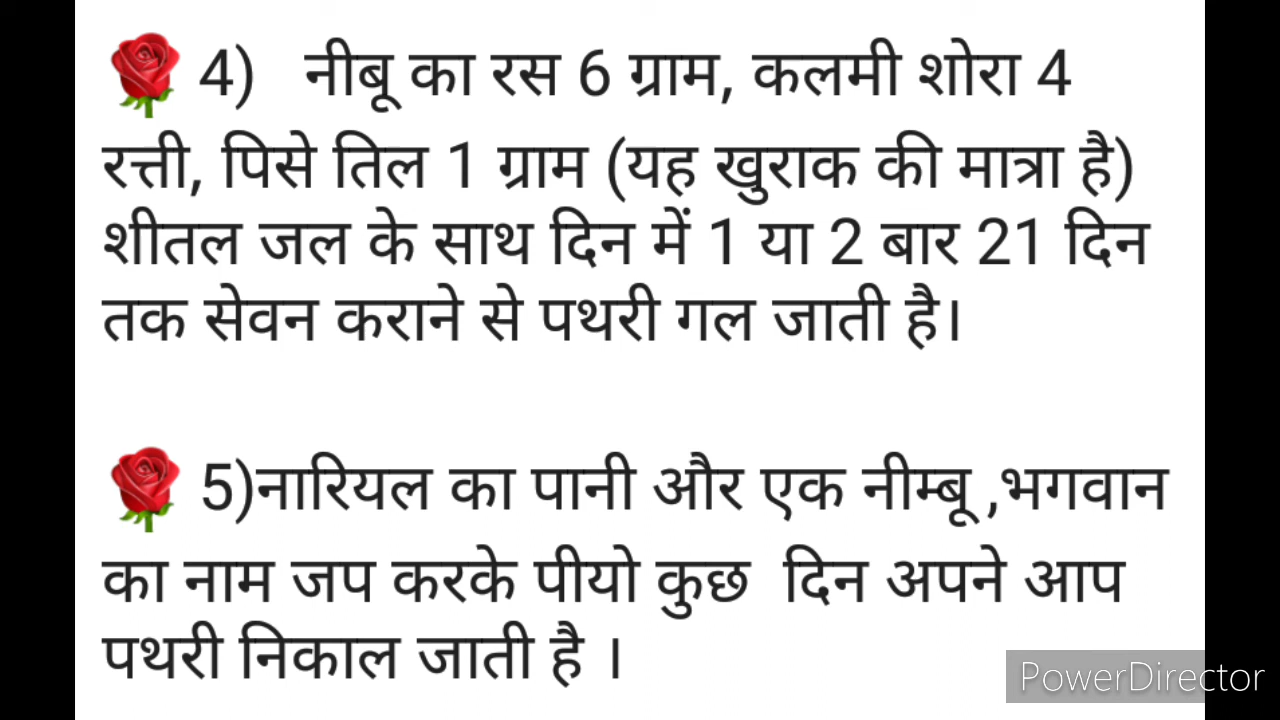 🌹 4) नीबू का रस 6 ग्राम, कलमी शोरा 4
रत्ती, पिसे तिल 1 ग्राम (यह खुराक की मात्रा है)
शीतल जल के साथ दिन में 1 या 2 बार 21 दिन
तक सेवन कराने से पथरी गल जाती है।
🌹 5)नारियल का पानी और एक नीम्बू ,भगवान
का नाम जप करके पीयो कुछ दिन अपने आप
पथरी निकाल जाती है ।
PowerDirector